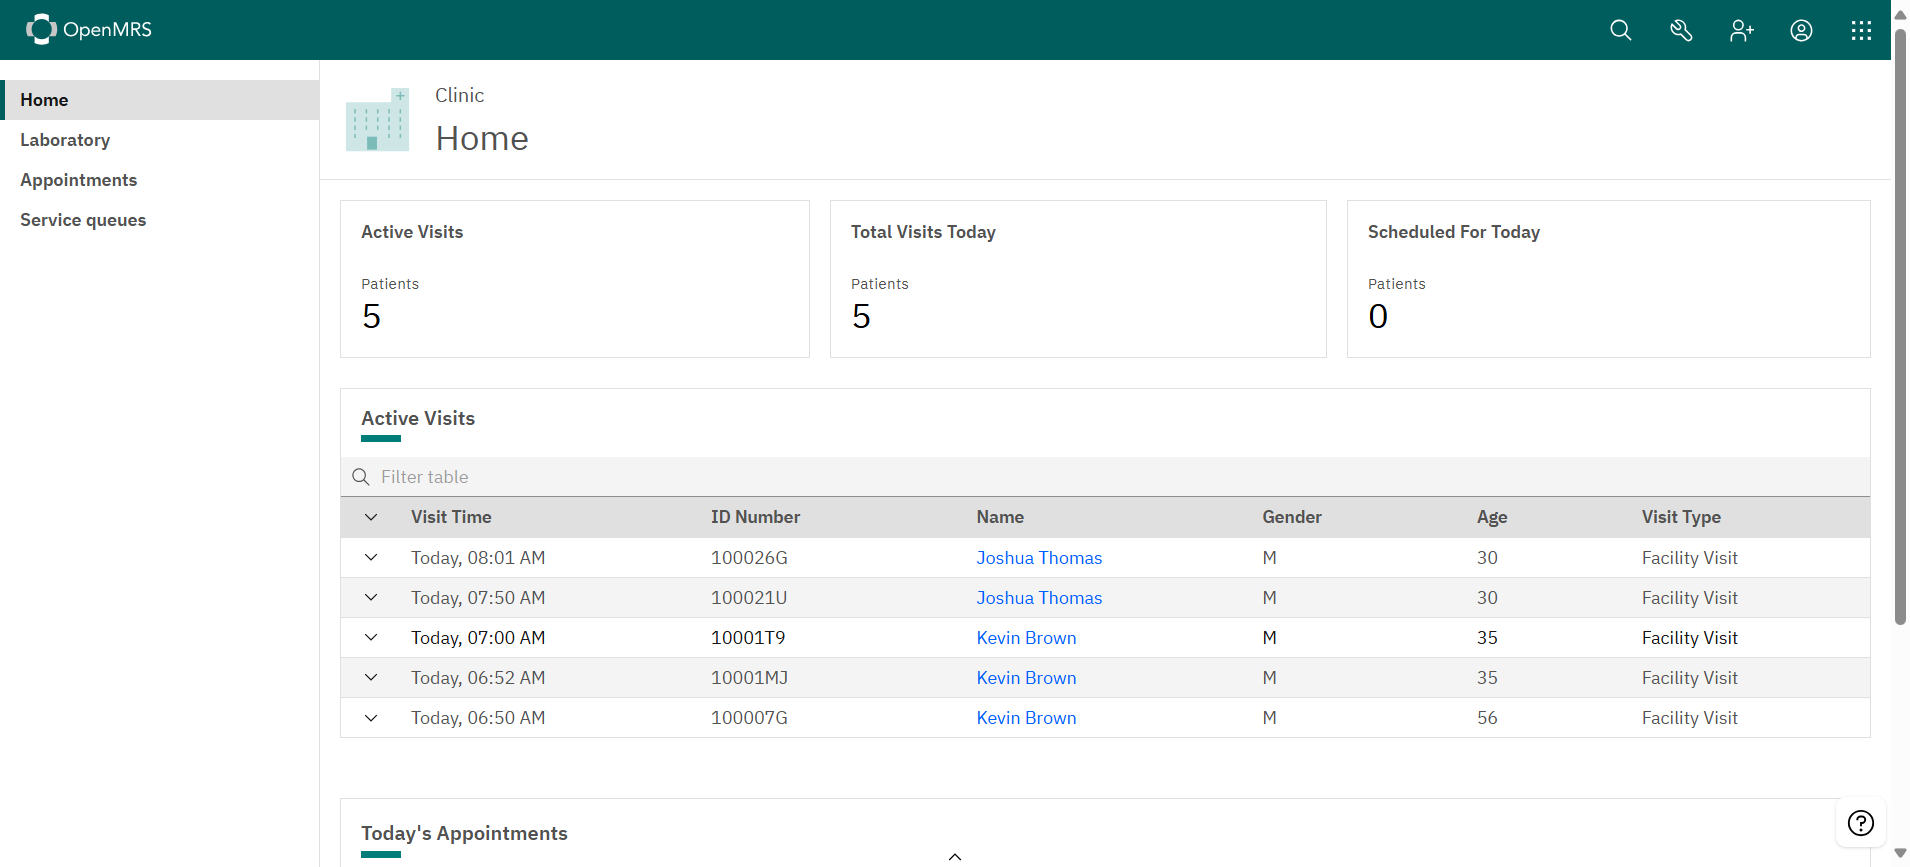 OpenMRS
Home
Laboratory
Appointments
Service queues
Clinic
Home
Active Visits
Patients
5
Total Visits Today
Patients
5
Scheduled For Today
Patients
0
Active Visits
Filter table
Visit Time ID Number Name Gender Age Visit Type
Today, 08:01 AM 100026G Joshua Thomas M 30 Facility Visit
Today, 07:50 AM 100021U Joshua Thomas M 30 Facility Visit
Today, 07:00 AM 10001T9 Kevin Brown M 35 Facility Visit
Today, 06:52 AM 10001MJ Kevin Brown M 35 Facility Visit
Today, 06:50 AM 100007G Kevin Brown M 56 Facility Visit
Today's Appointments